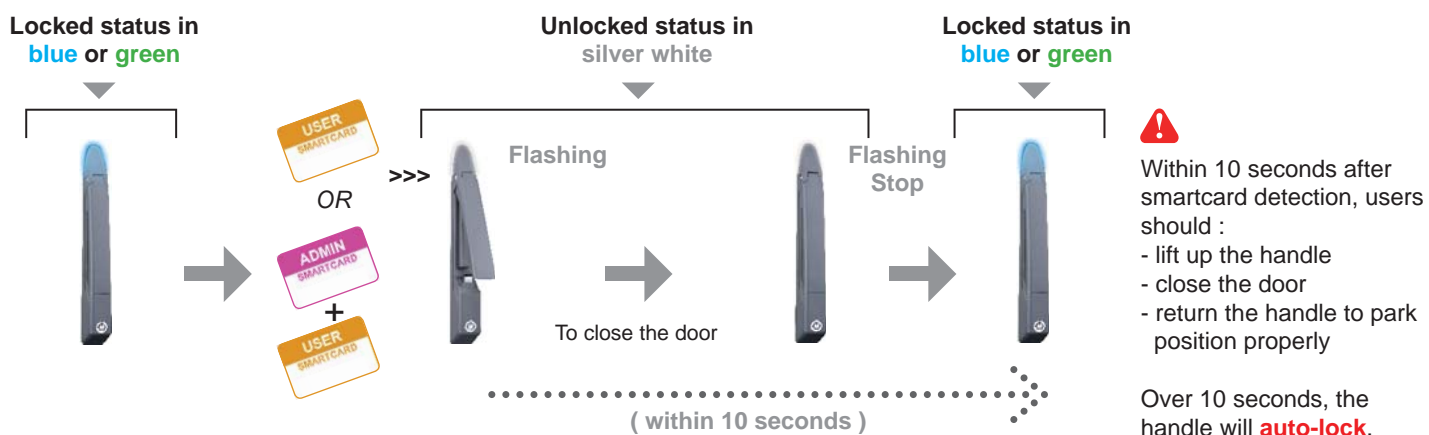 Locked status in
blue or green
Unlocked status in
silver white
Locked status in
blue or green
USER
SMARTCARD
OR
ADMIN
SMARTCARD
+
USER
SMARTCARD
>>>
Flashing
To close the door
Flashing
Stop
( within 10 seconds )
!
Within 10 seconds after
smartcard detection, users
should :
- lift up the handle
- close the door
- return the handle to park
position properly
Over 10 seconds, the
handle will auto-lock.